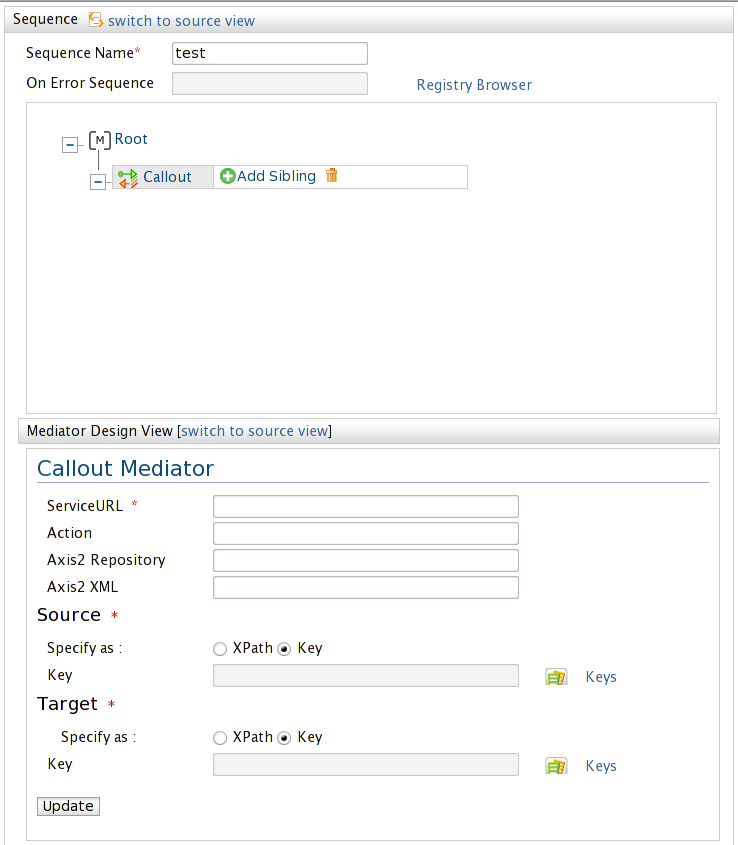 Sequence switch to source view
Sequence Name* test
On Error Sequence Registry Browser
[M] Root
Callout Add Sibling
Mediator Design View [switch to source view]
Callout Mediator
ServiceURL *
Action
Axis2 Repository
Axis2 XML
Source *
Specify as : XPath Key
Key Keys
Target *
Specify as : XPath Key
Key Keys
Update